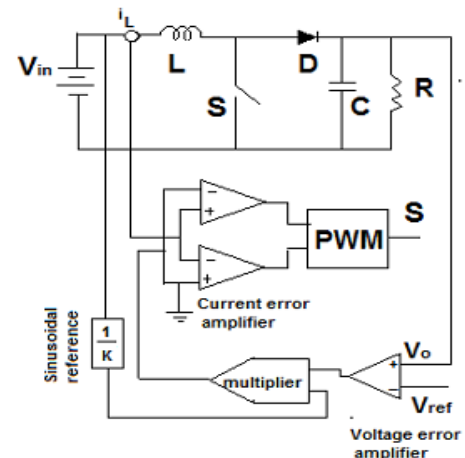 iL
Vin
L
D
S
C
R
−
+
−
+
PWM
S
Current error
amplifier
Sinusoidal
reference
1
K
multiplier
Vo
+
−
Vref
Voltage error
amplifier